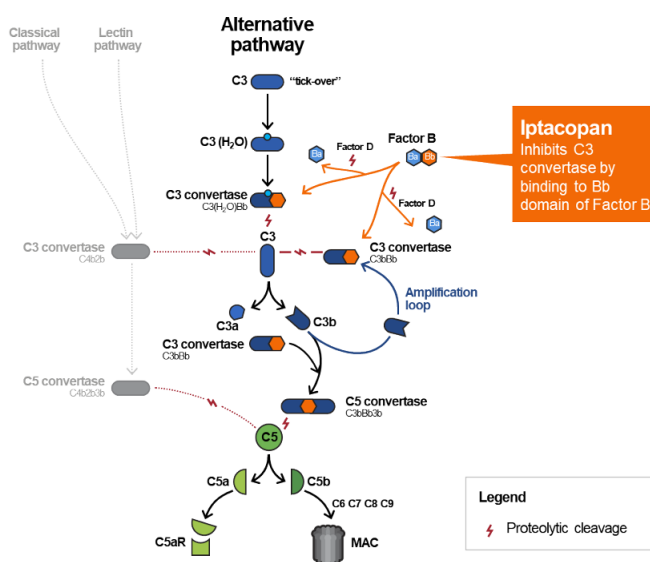 Classical
pathway
Lectin
pathway
Alternative
pathway
C3
"tick-over"
C3 (H₂O)
Ba
Factor D
Factor B
Ba Bb
Iptacopan
Inhibits C3
convertase by
binding to Bb
domain of Factor B
C3 convertase
C3(H₂O)Bb
Factor D
Ba
C3
C3 convertase
C4b2b
C3 convertase
C3bBb
Amplification
loop
C3a
C3b
C3 convertase
C3bBb
C5 convertase
C4b2b3b
C5 convertase
C3bBb3b
C5
C5a
C5b
C6 C7 C8 C9
C5aR
MAC
Legend
Proteolytic cleavage